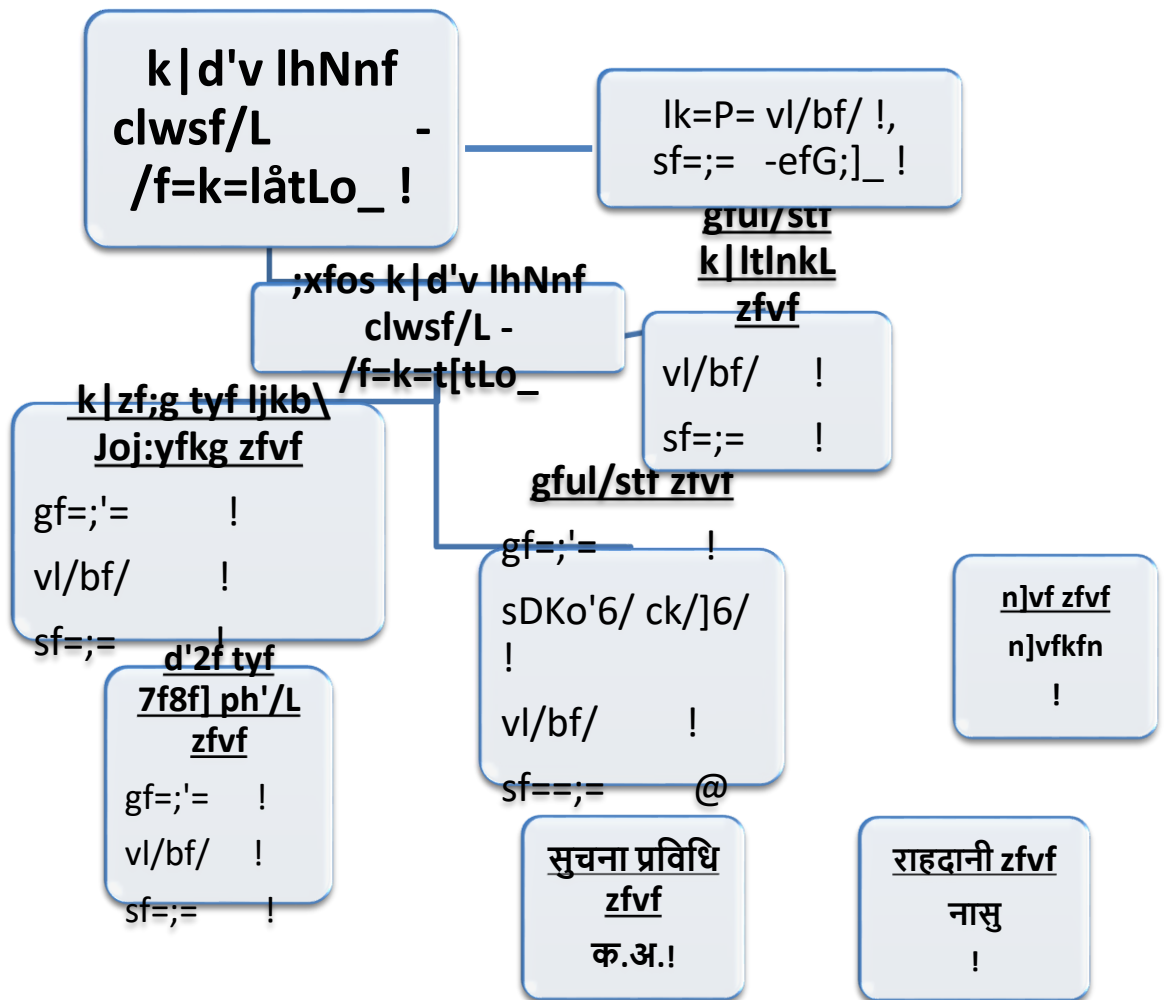 k|d'v lhNnf
clwsf/L -
/f=k=låtLo_ !
lk=P= vl/bf/ !,
sf=;= -efG;]_ !
;xfos k|d'v lhNnf
clwsf/L -
/f=k=t[tLo_
gful/stf
k|ltlnkL
zfvf
vl/bf/ !
sf=;= !
k|zf;g tyf ljkb\
Joj:yfkg zfvf
gf=;'= !
vl/bf/ !
sf=;= !
gful/stf zfvf
gf=;'= !
sDKo'6/ ck/]6/
!
vl/bf/ !
sf==;= @
n]vf zfvf
n]vfkfn
!
d'2f tyf
7f8f] ph'/L
zfvf
gf=;'= !
vl/bf/ !
sf=;= !
सुचना प्रविधि
zfvf
क.अ.!
राहदानी zfvf
नासु
!